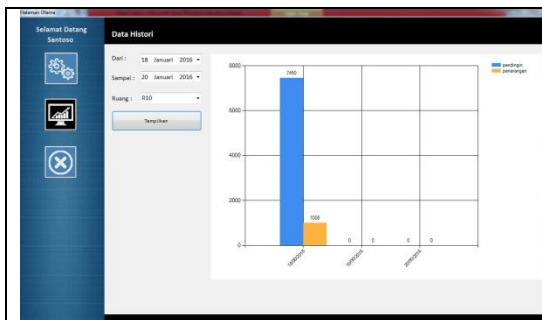 Halaman Utama
Selamat Datang
Santoso
Data Histori
Dari : 18 Januari 2016
Sampai : 20 Januari 2016
Ruang : R10
Tampilkan
8000
6000
4000
2000
0
7460
1000
0 0
0 0
pendingin
penerangan